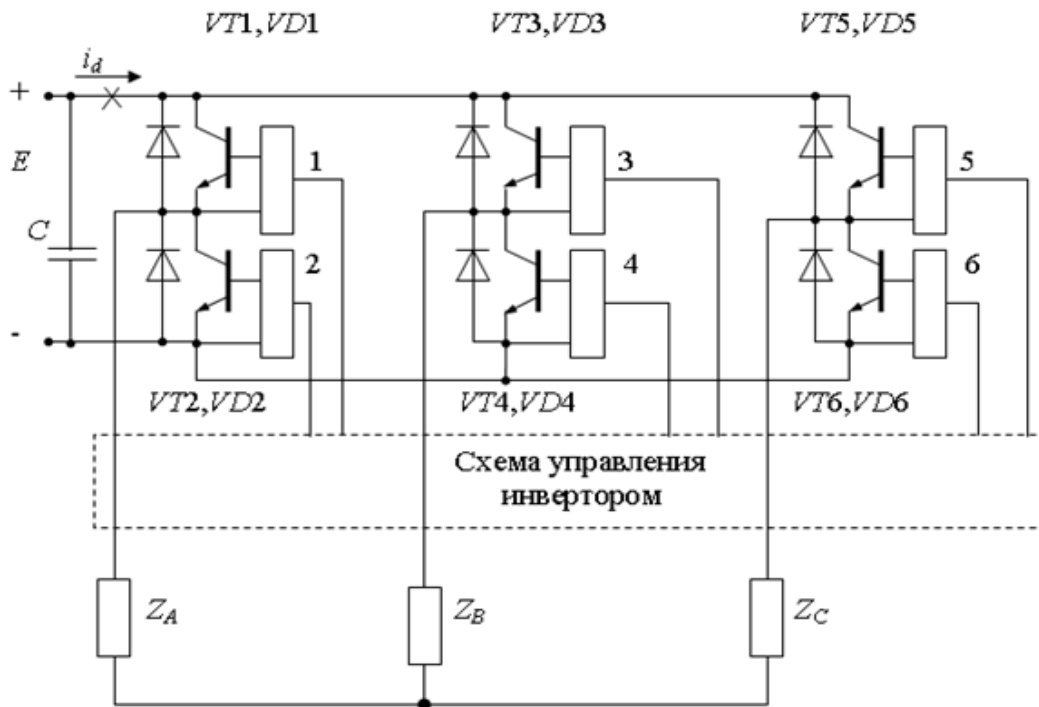 VT1,VD1 VT3,VD3 VT5,VD5
i_d
+
E
1 3 5
C
2 4 6
-
VT2,VD2 VT4,VD4 VT6,VD6
Схема управления
инвертором
Z_A Z_B Z_C